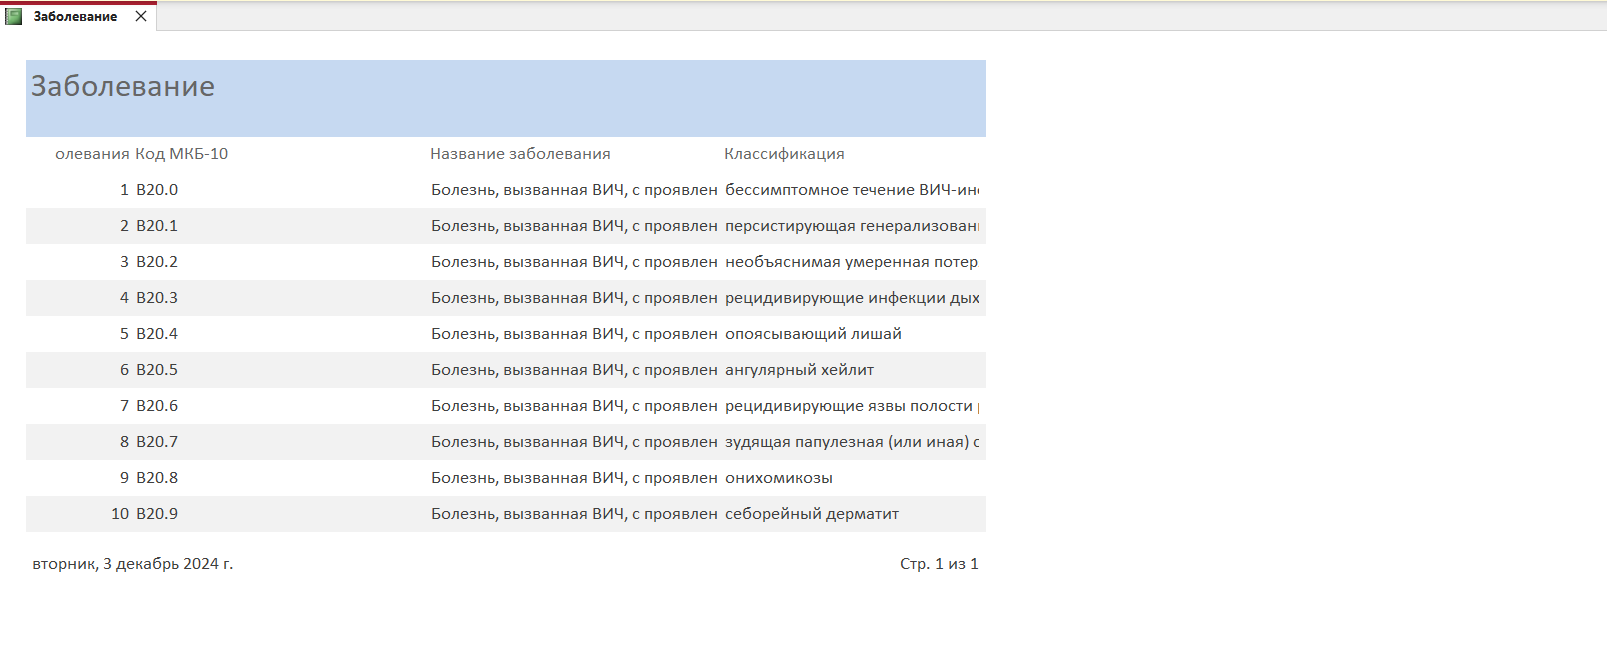 Заболевание
Заболевание
олевания Код МКБ-10 Название заболевания Классификация
1 B20.0 Болезнь, вызванная ВИЧ, с проявлен бессимптомное течение ВИЧ-ин
2 B20.1 Болезнь, вызванная ВИЧ, с проявлен персистирующая генерализован
3 B20.2 Болезнь, вызванная ВИЧ, с проявлен необъяснимая умеренная потер
4 B20.3 Болезнь, вызванная ВИЧ, с проявлен рецидивирующие инфекции дых
5 B20.4 Болезнь, вызванная ВИЧ, с проявлен опоясывающий лишай
6 B20.5 Болезнь, вызванная ВИЧ, с проявлен ангулярный хейлит
7 B20.6 Болезнь, вызванная ВИЧ, с проявлен рецидивирующие язвы полости
8 B20.7 Болезнь, вызванная ВИЧ, с проявлен зудящая папулезная (или иная) с
9 B20.8 Болезнь, вызванная ВИЧ, с проявлен онихомикозы
10 B20.9 Болезнь, вызванная ВИЧ, с проявлен себорейный дерматит
вторник, 3 декабрь 2024 г. Стр. 1 из 1